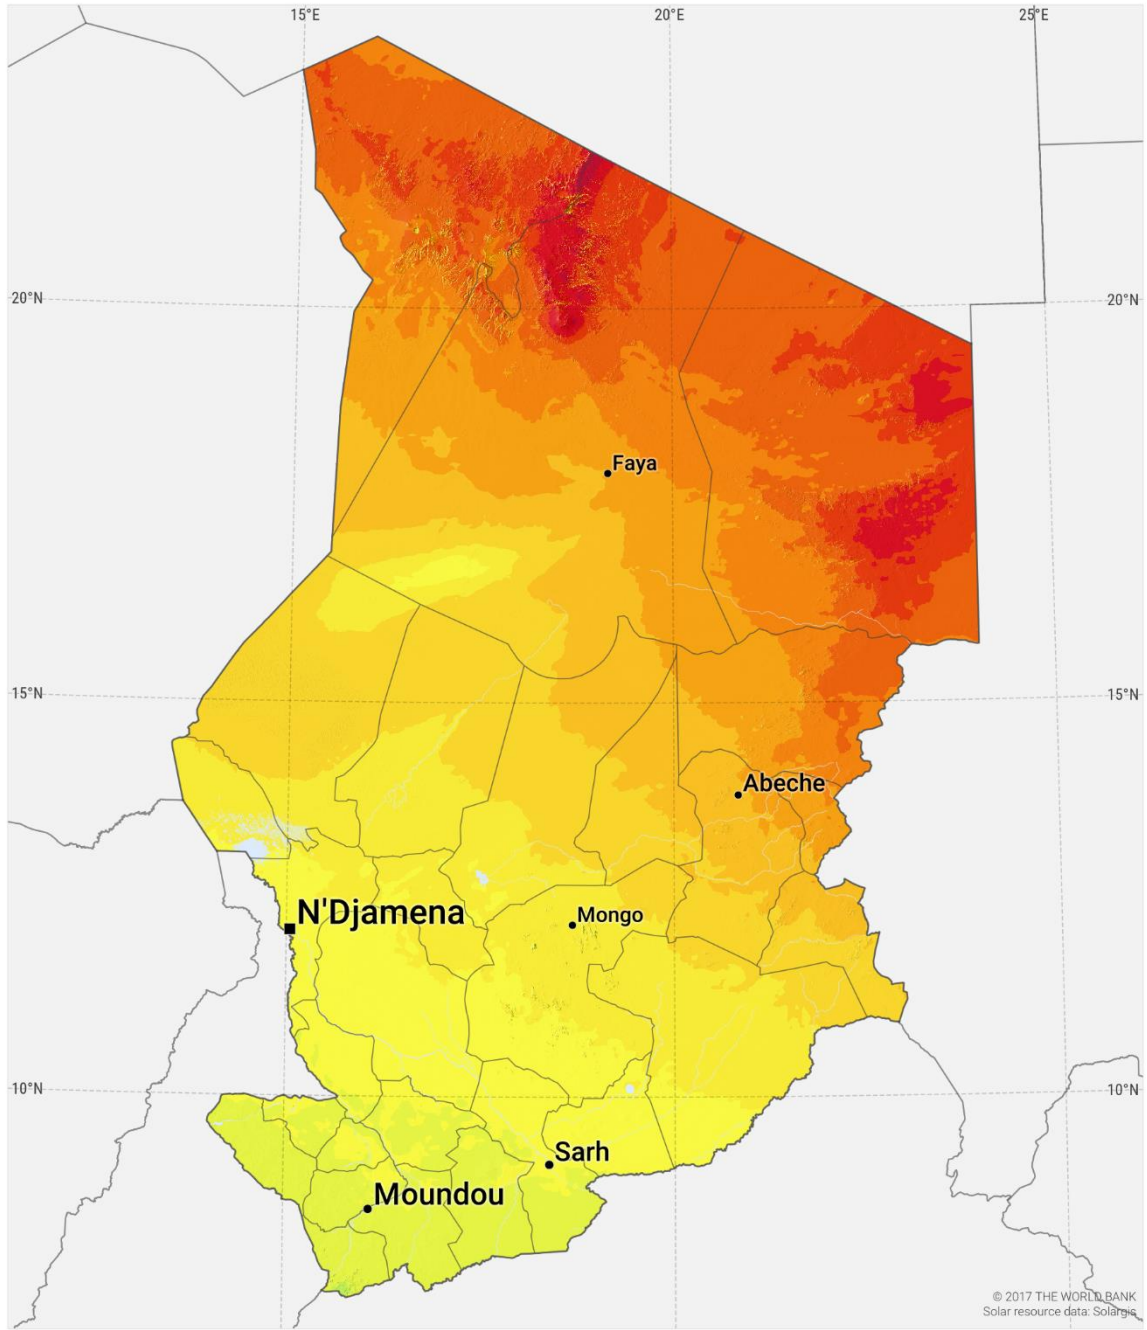 15°E 20°E 25°E
20°N 20°N
Faya
15°N 15°N
Abeche
N'Djamena
Mongo
10°N 10°N
Sarh
Moundou
© 2017 THE WORLD BANK
Solar resource data: Solargis